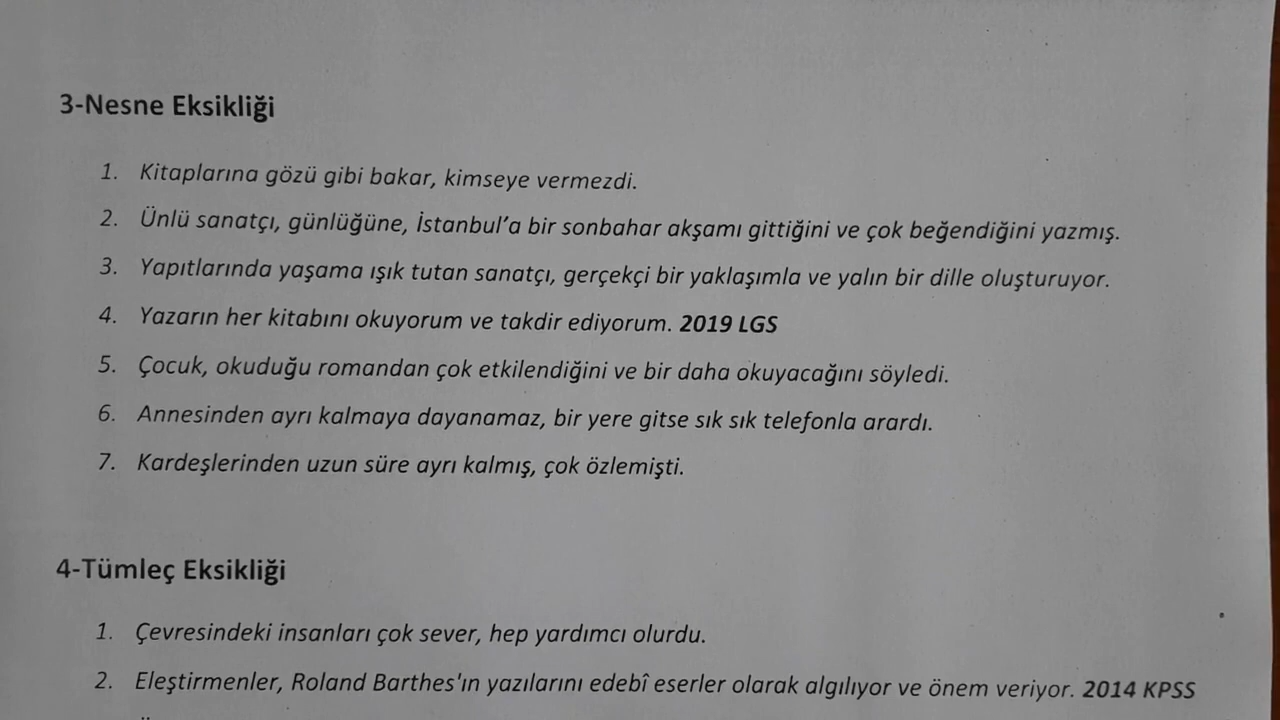 3-Nesne Eksikliği
1. Kitaplarına gözü gibi bakar, kimseye vermezdi.
2. Ünlü sanatçı, günlüğüne, İstanbul’a bir sonbahar akşamı gittiğini ve çok beğendiğini yazmış.
3. Yapıtlarında yaşama ışık tutan sanatçı, gerçekçi bir yaklaşımla ve yalın bir dille oluşturuyor.
4. Yazarın her kitabını okuyorum ve takdir ediyorum. 2019 LGS
5. Çocuk, okuduğu romandan çok etkilendiğini ve bir daha okuyacağını söyledi.
6. Annesinden ayrı kalmaya dayanamaz, bir yere gitse sık sık telefonla arardı.
7. Kardeşlerinden uzun süre ayrı kalmış, çok özlemişti.
4-Tümleç Eksikliği
1. Çevresindeki insanları çok sever, hep yardımcı olurdu.
2. Eleştirmenler, Roland Barthes'ın yazılarını edebî eserler olarak algılıyor ve önem veriyor. 2014 KPSS